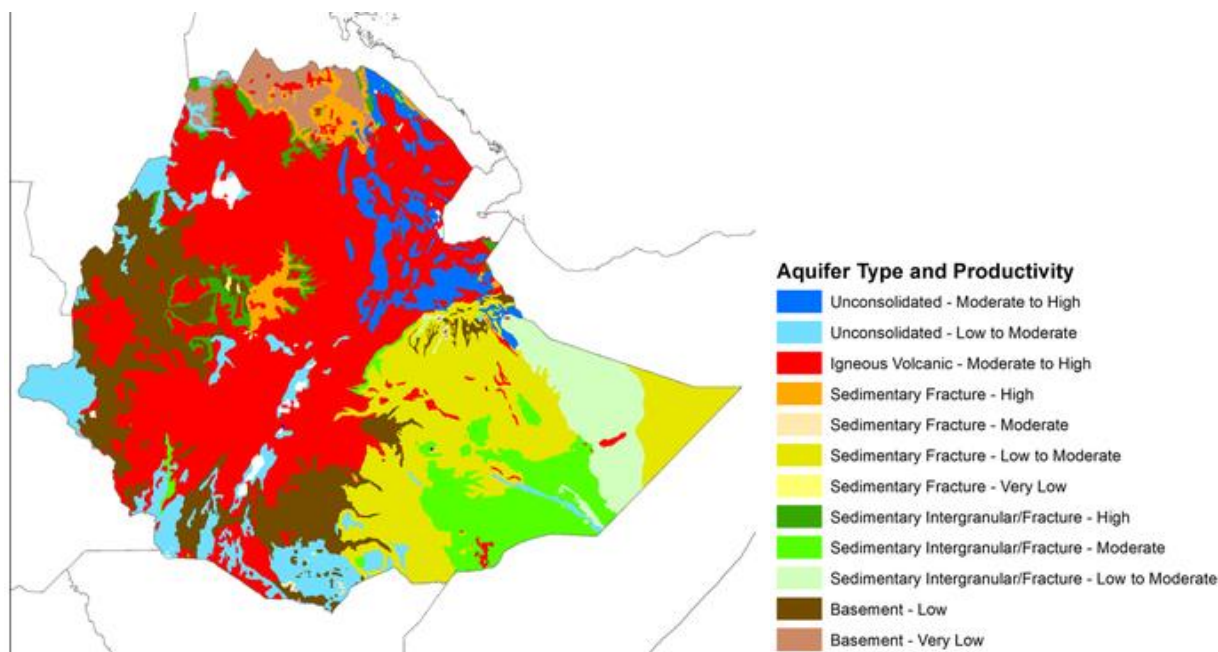 Aquifer Type and Productivity
Unconsolidated - Moderate to High
Unconsolidated - Low to Moderate
Igneous Volcanic - Moderate to High
Sedimentary Fracture - High
Sedimentary Fracture - Moderate
Sedimentary Fracture - Low to Moderate
Sedimentary Fracture - Very Low
Sedimentary Intergranular/Fracture - High
Sedimentary Intergranular/Fracture - Moderate
Sedimentary Intergranular/Fracture - Low to Moderate
Basement - Low
Basement - Very Low